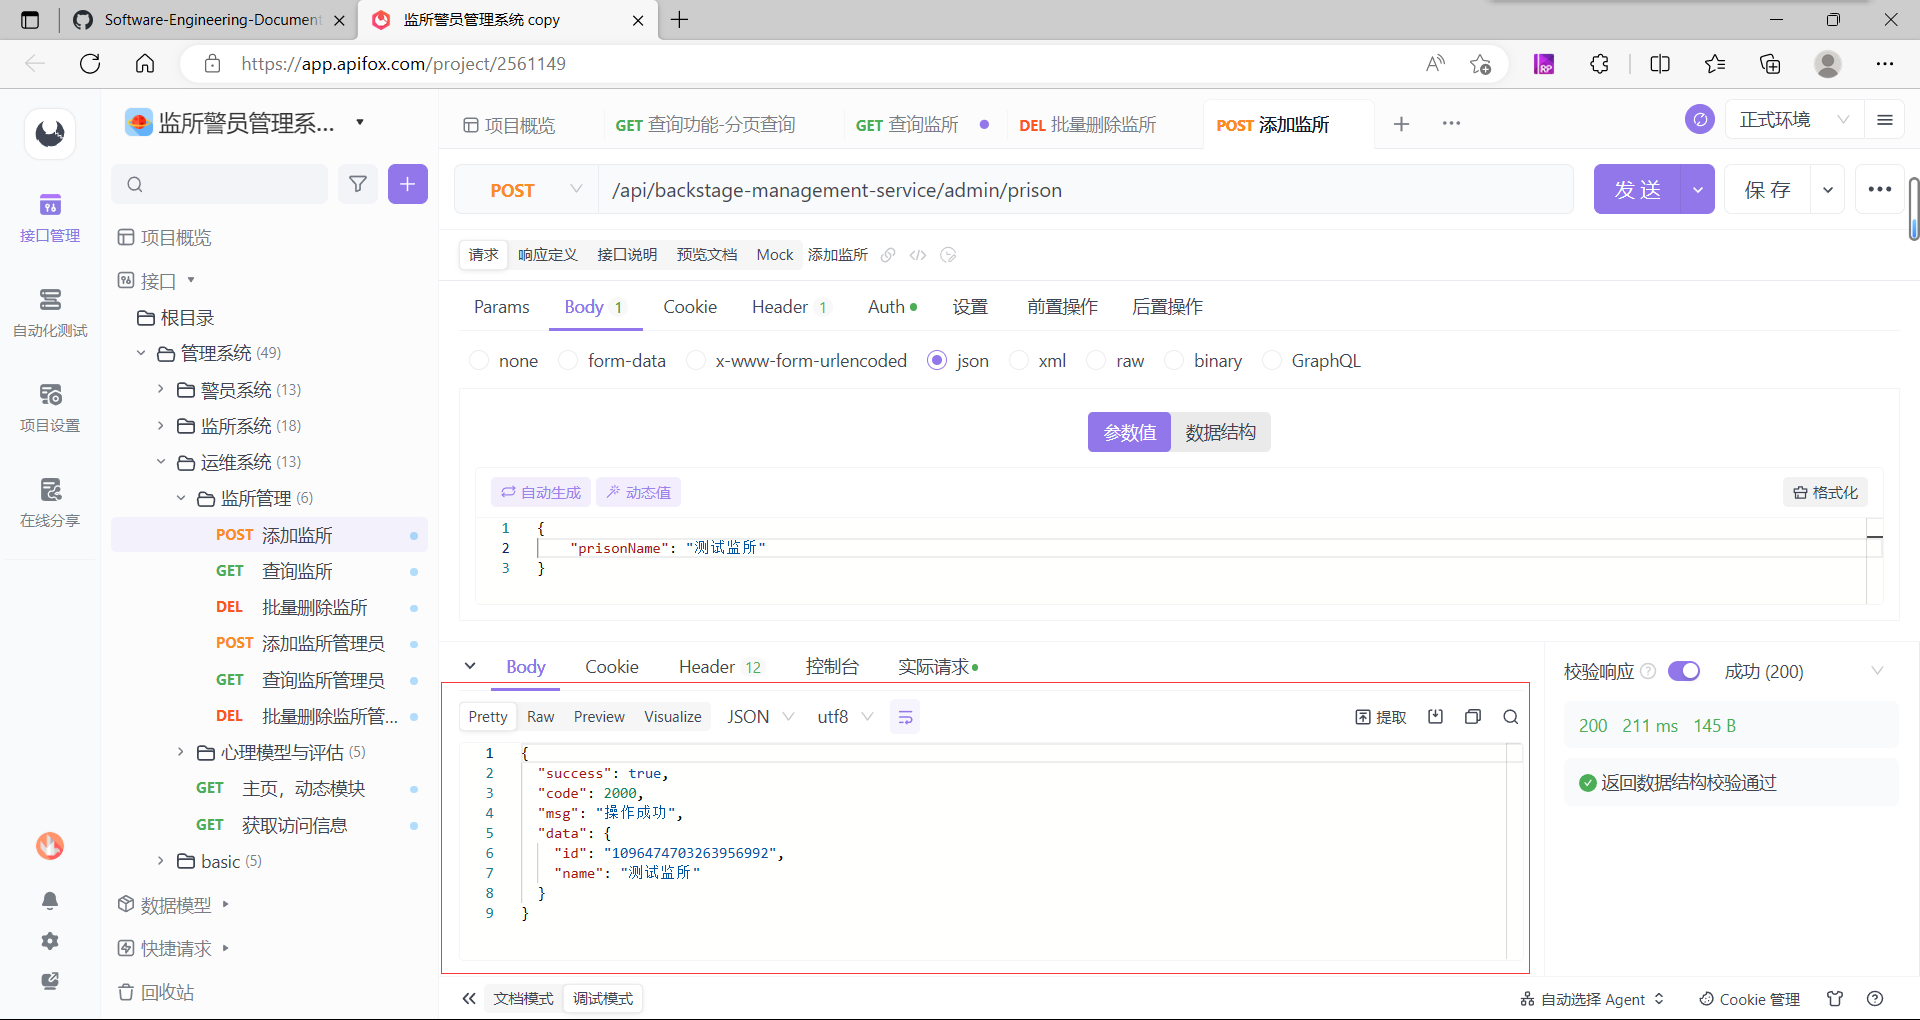 Software-Engineering-Document
监所警员管理系统 copy
https://app.apifox.com/project/2561149
接口管理
自动化测试
项目设置
在线分享
监所警员管理系...
项目概览
接口
根目录
管理系统 (49)
警员系统 (13)
监所系统 (18)
运维系统 (13)
监所管理 (6)
POST 添加监所
GET 查询监所
DEL 批量删除监所
POST 添加监所管理员
GET 查询监所管理员
DEL 批量删除监所管...
心理模型与评估 (5)
GET 主页，动态模块
GET 获取访问信息
basic (5)
数据模型
快捷请求
回收站
项目概览
GET 查询功能-分页查询
GET 查询监所
DEL 批量删除监所
POST 添加监所
正式环境
POST
/api/backstage-management-service/admin/prison
发 送
保 存
请求 响应定义 接口说明 预览文档 Mock 添加监所
Params Body 1 Cookie Header 1 Auth 设置 前置操作 后置操作
none form-data x-www-form-urlencoded json xml raw binary GraphQL
参数值 数据结构
自动生成 动态值 格式化
1 {
2 "prisonName": "测试监所"
3 }
Body Cookie Header 12 控制台 实际请求
Pretty Raw Preview Visualize JSON utf8 提取
1 {
2 "success": true,
3 "code": 2000,
4 "msg": "操作成功",
5 "data": {
6 "id": "1096474703263956992",
7 "name": "测试监所"
8 }
9 }
校验响应 成功 (200)
200 211 ms 145 B
返回数据结构校验通过
文档模式 调试模式
自动选择 Agent Cookie 管理